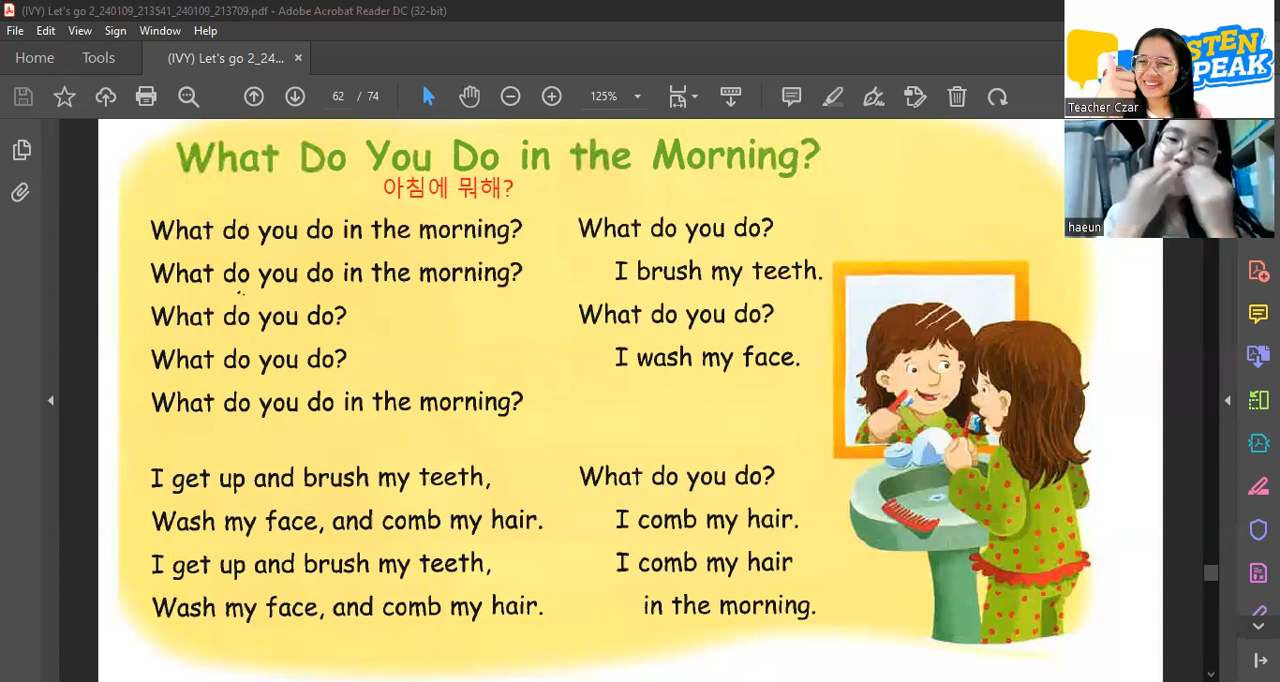 (IVY) Let's go 2_240109_213541_240109_213709.pdf - Adobe Acrobat Reader DC (32-bit)
File Edit View Sign Window Help
Home Tools (IVY) Let's go 2_24... ×
62 / 74 125%
STEN
PEAK
Teacher Czar
haeun
What Do You Do in the Morning?
아침에 뭐해?
What do you do in the morning?
What do you do in the morning?
What do you do?
What do you do?
What do you do in the morning?
I get up and brush my teeth,
Wash my face, and comb my hair.
I get up and brush my teeth,
Wash my face, and comb my hair.
What do you do?
I brush my teeth.
What do you do?
I wash my face.
What do you do?
I comb my hair.
I comb my hair
in the morning.